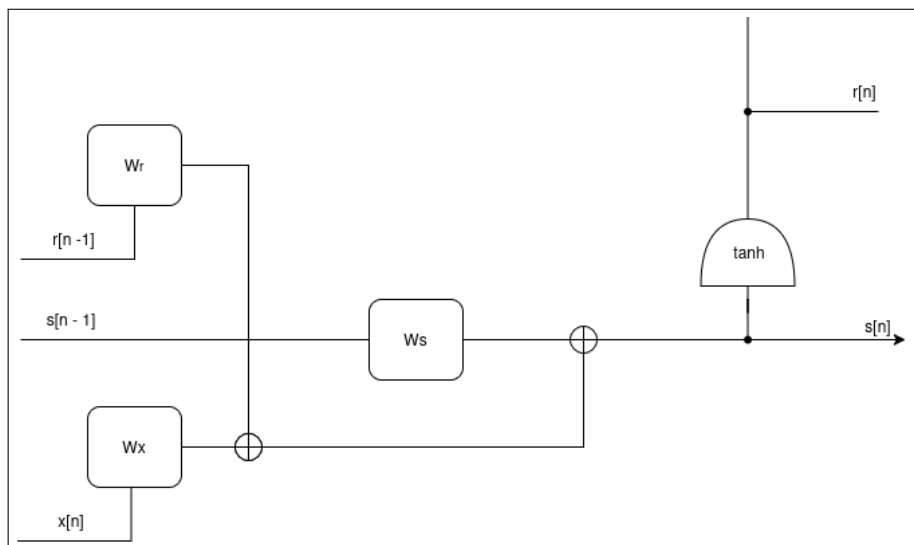 r[n]
Wr
r[n -1]
tanh
s[n - 1]
Ws
s[n]
Wx
x[n]